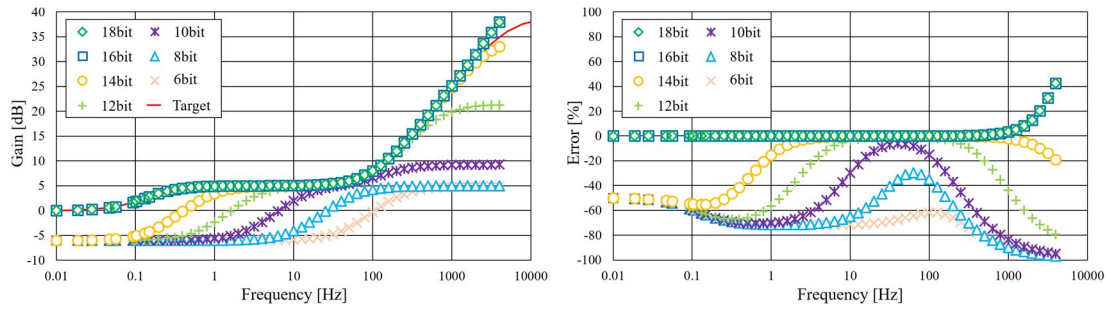 40
35
30
25
20
15
10
5
0
-5
-10
Gain [dB]
18bit 10bit
16bit 8bit
14bit 6bit
12bit Target
0.01 0.1 1 10 100 1000 10000
Frequency [Hz]
100
80
60
40
20
0
-20
-40
-60
-80
-100
Error [%]
18bit 10bit
16bit 8bit
14bit 6bit
12bit
0.01 0.1 1 10 100 1000 10000
Frequency [Hz]